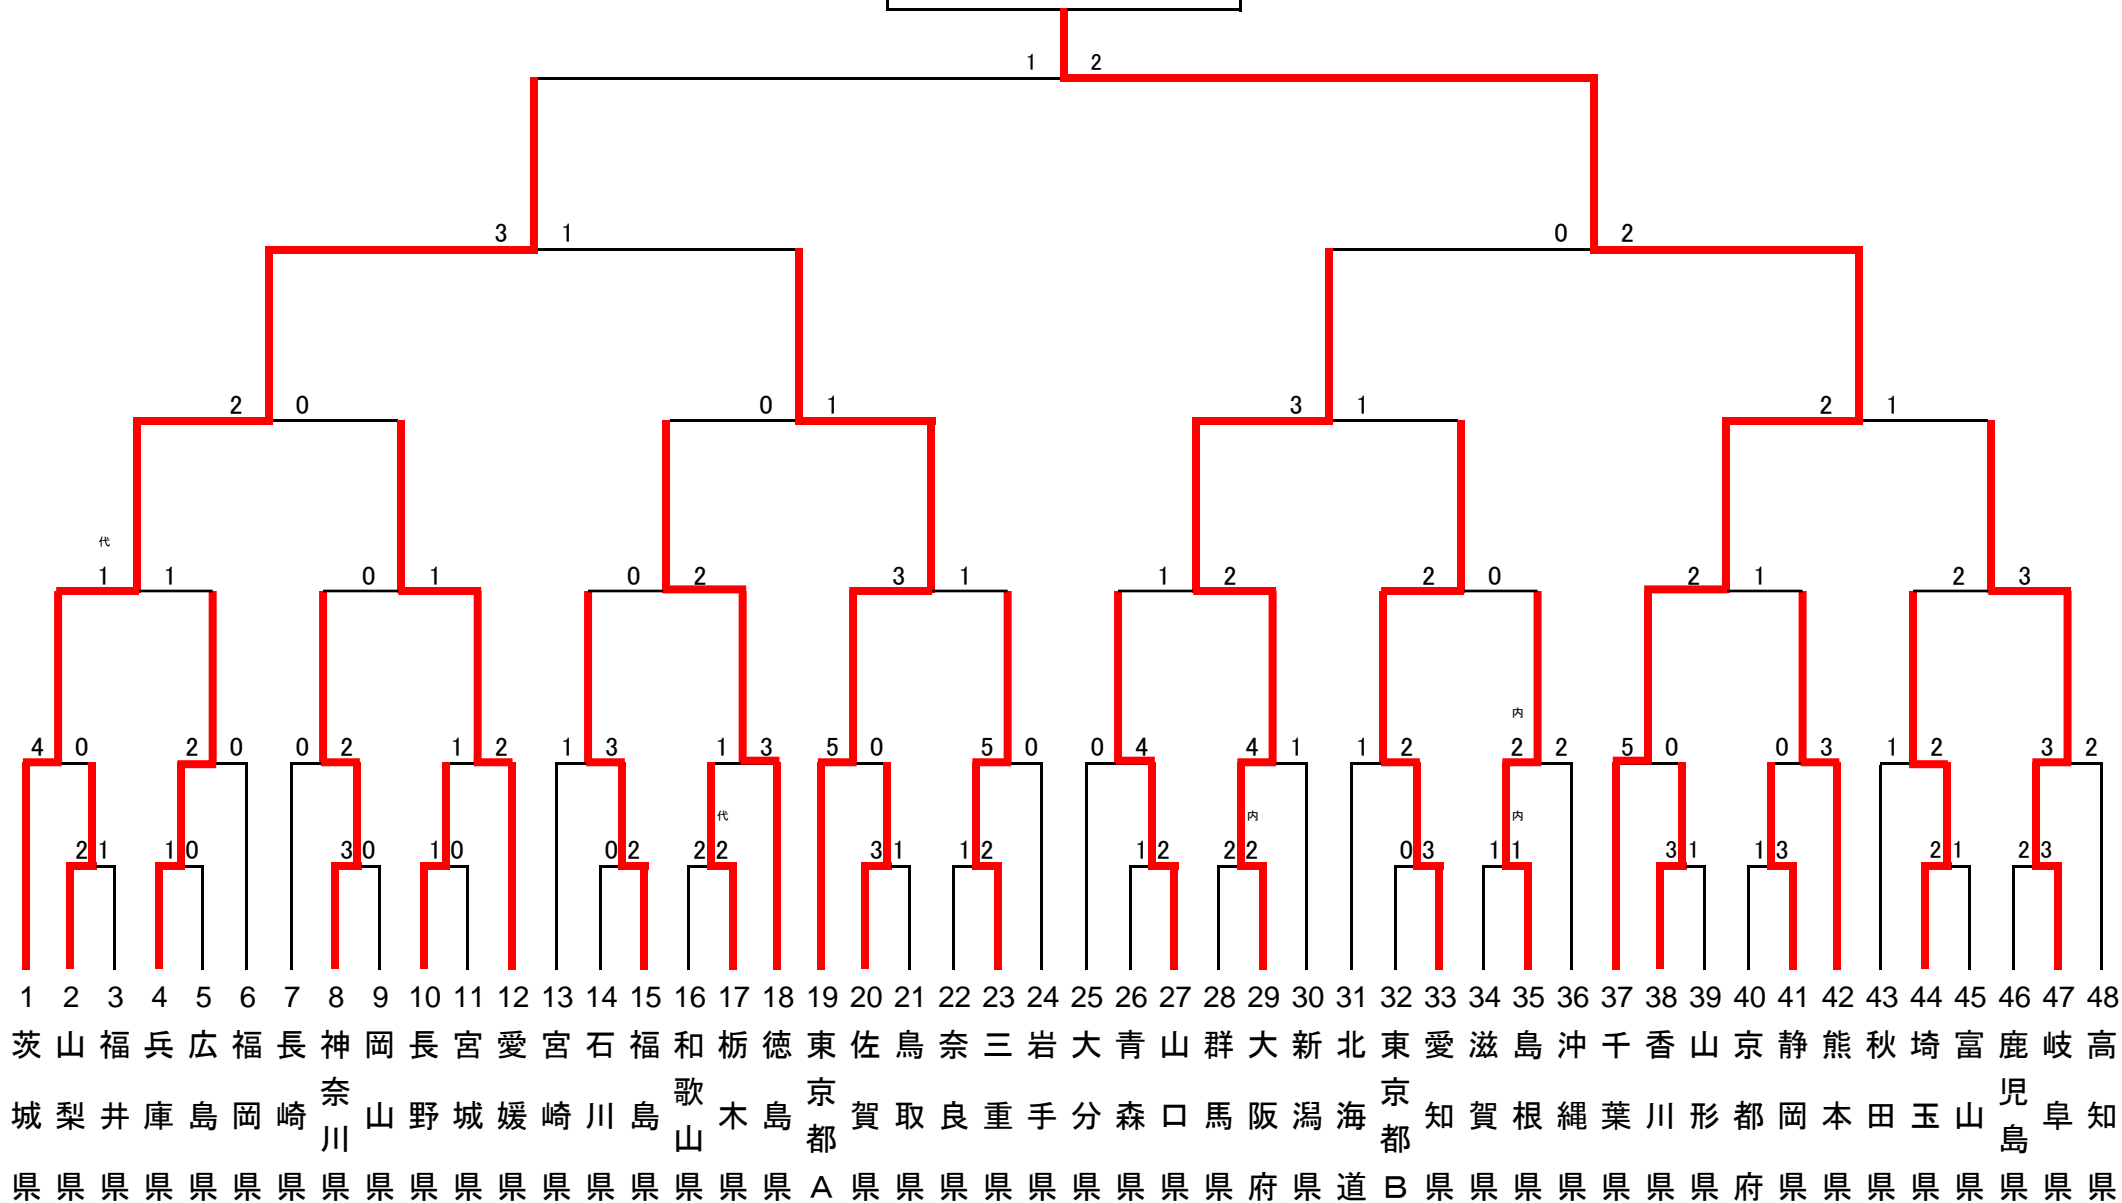 1 2
3 1 0 2
2 0 0 1 3 1 2 1
代
1 1 0 1 0 2 3 1 1 2 2 0 2 1 2 3
内
4 0 2 0 0 2 1 2 1 3 1 3 5 0 5 0 0 4 4 1 1 2 2 2 5 0 0 3 1 2 3 2
代 内 内
2 1 1 0 3 0 1 0 0 2 2 2 3 1 1 2 1 2 2 2 0 3 1 1 3 1 1 3 2 1 2 3
1 2 3 4 5 6 7 8 9 10 11 12 13 14 15 16 17 18 19 20 21 22 23 24 25 26 27 28 29 30 31 32 33 34 35 36 37 38 39 40 41 42 43 44 45 46 47 48
茨城県
山梨県
福井県
兵庫県
広島県
福岡県
長崎県
神奈川県
岡山県
長野県
宮城県
愛媛県
宮崎県
石川県
福島県
和歌山県
栃木県
徳島県
東京都A
佐賀県
鳥取県
奈良県
三重県
岩手県
大分県
青森県
山口県
群馬県
大阪府
新潟県
北海道
東京都B
愛知県
滋賀県
島根県
沖縄県
千葉県
香川県
山形県
京都府
静岡県
熊本県
秋田県
埼玉県
富山県
鹿児島県
岐阜県
高知県